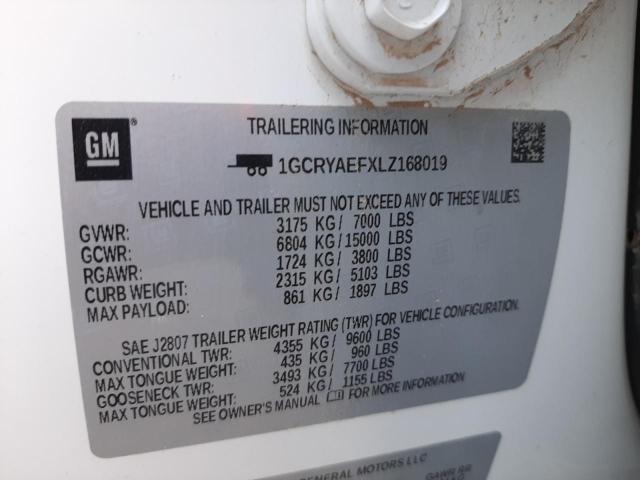 GM
TRAILERING INFORMATION
1GCRYAEFXLZ168019
VEHICLE AND TRAILER MUST NOT EXCEED ANY OF THESE VALUES.
GVWR: 3175 KG/ 7000 LBS
GCWR: 6804 KG/15000 LBS
RGAWR: 1724 KG/ 3800 LBS
CURB WEIGHT: 2315 KG/ 5103 LBS
MAX PAYLOAD: 861 KG/ 1897 LBS
SAE J2807 TRAILER WEIGHT RATING (TWR) FOR VEHICLE CONFIGURATION.
CONVENTIONAL TWR: 4355 KG/ 9600 LBS
MAX TONGUE WEIGHT: 435 KG/ 960 LBS
GOOSENECK TWR: 3493 KG/ 7700 LBS
MAX TONGUE WEIGHT: 524 KG/ 1155 LBS
SEE OWNER'S MANUAL FOR MORE INFORMATION
GENERAL MOTORS LLC
GAWR RR